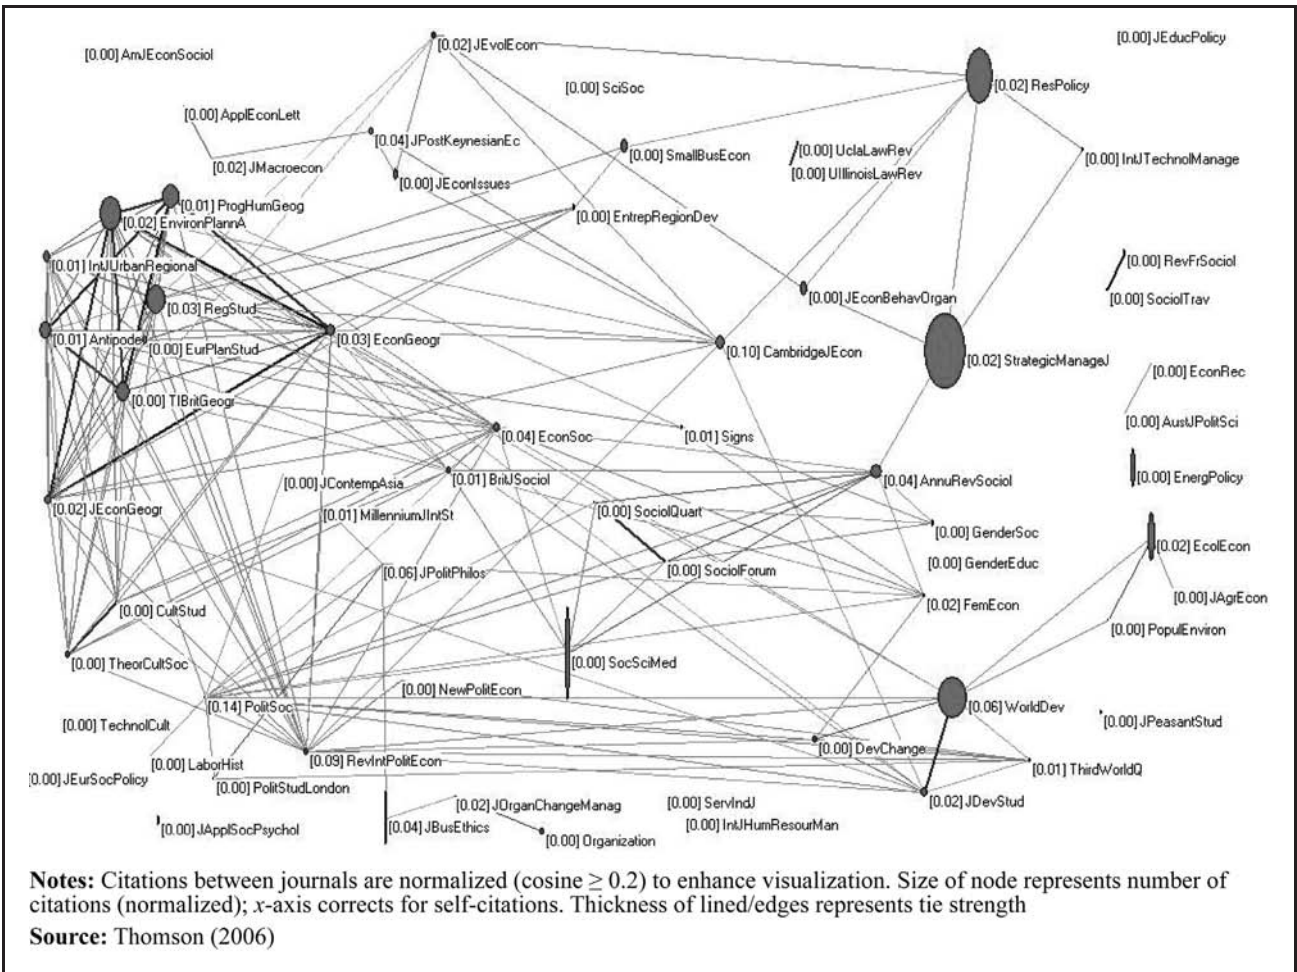 [0.02] JEvolEcon
[0.00] JEducPolicy
[0.00] AmJEconSociol
[0.00] SciSoc
[0.02] ResPolicy
[0.00] ApplEconLett
[0.04] JPostKeynesianEc
[0.00] SmallBusEcon
[0.00] UclaLawRev
[0.00] IntJTechnolManage
[0.02] JMacroecon
[0.00] UIllinoisLawRev
[0.00] JEconIssues
[0.01] ProgHumGeog
[0.02] EnvironPlannA
[0.00] EntrepRegionDev
[0.01] IntJUrbanRegional
[0.00] RevFrSociol
[0.03] RegStud
[0.00] JEconBehavOrgan
[0.00] SociolTrav
[0.01] Antipode
[0.00] EurPlanStud
[0.03] EconGeogr
[0.10] CambridgeJEcon
[0.02] StrategicManageJ
[0.00] EconRec
[0.00] TIBritGeogr
[0.00] AustJPolitSci
[0.04] EconSoc
[0.01] Signs
[0.00] JContempAsia
[0.01] BritJSociol
[0.04] AnnuRevSociol
[0.00] EnergPolicy
[0.02] JEconGeogr
[0.01] MillenniumJIntSt
[0.00] SociolQuart
[0.00] GenderSoc
[0.02] EcolEcon
[0.06] JPolitPhilos
[0.00] SociolForum
[0.00] GenderEduc
[0.00] CultStud
[0.02] FemEcon
[0.00] JAgrEcon
[0.00] PopulEnviron
[0.00] TheorCultSoc
[0.00] SocSciMed
[0.00] NewPolitEcon
[0.14] PolitSoc
[0.06] WorldDev
[0.00] TechnolCult
[0.00] JPeasantStud
[0.00] DevChange
[0.00] LaborHist
[0.09] RevIntPolitEcon
[0.01] ThirdWorldQ
[0.00] JEurSocPolicy
[0.00] PolitStudLondon
[0.02] JOrganChangeManag
[0.00] ServIndJ
[0.02] JDevStud
[0.00] JApplSocPsychol
[0.04] JBusEthics
[0.00] IntJHumResourMan
[0.00] Organization
Notes: Citations between journals are normalized (cosine ≥ 0.2) to enhance visualization. Size of node represents number of
citations (normalized); x-axis corrects for self-citations. Thickness of lined/edges represents tie strength
Source: Thomson (2006)